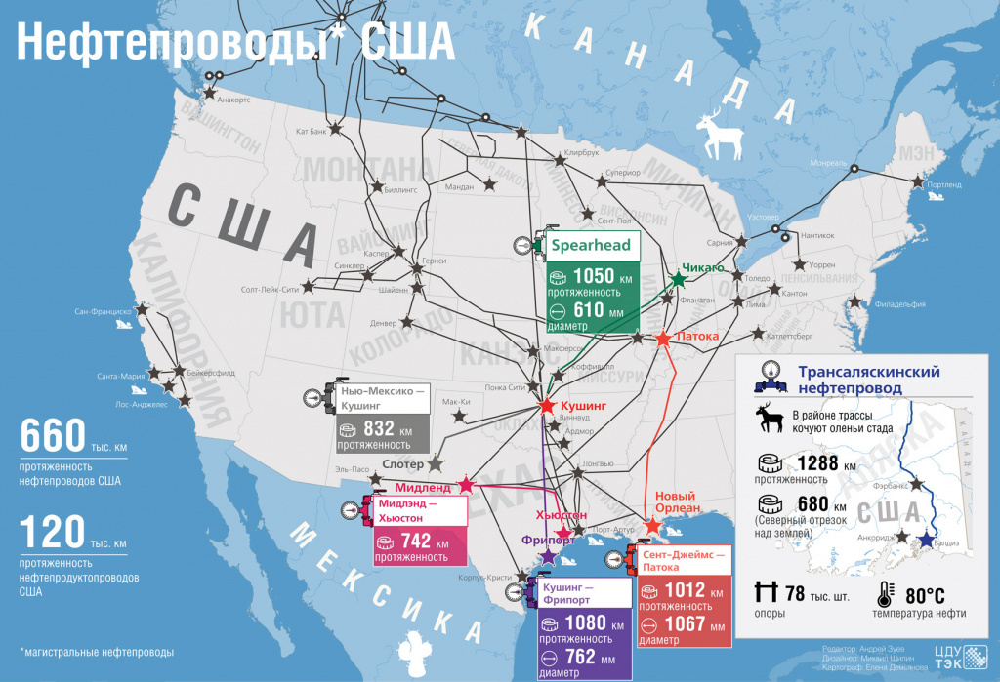 Нефтепроводы* США
КАНАДА
США
МЕКСИКА
ВАШИНГТОН
МОНТАНА
МИЧИГАН
ВИСКОНСИН
МЭН
ВАЙОМИНГ
ЮТА
КОЛОРАДО
КАНЗАС
МИССУРИ
КАЛИФОРНИЯ
ПЕНСИЛЬВАНИЯ
Анакортс
Кат Банк
Биллингс
Мандан
Клирбрук
Супериор
Сент-Пол
Монреаль
Портленд
Уэстовер
Нантикок
Сарния
Уоррен
Толедо
Кантон
Лима
Филадельфия
Катлетсберг
Каспер
Синклер
Гернси
Солт-Лейк-Сити
Шайенн
Денвер
Сан-Франциско
Санта-Мария
Бейкерсфилд
Лос-Анджелес
Чикаго
Фланаган
Патока
Макферсон
Коффивилл
Понка Сити
Кушинг
Мак-Ки
Виннвуд
Ардмор
Лонгвью
Слотер
Эль-Пасо
Мидленд
Хьюстон
Порт-Артур
Фрипорт
Корпус-Кристи
Новый
Орлеан
Spearhead
1050 км
протяженность
610 мм
диаметр
Нью-Мексико —
Кушинг
832 км
протяженность
Мидлэнд —
Хьюстон
742 км
протяженность
Кушинг —
Фрипорт
1080 км
протяженность
762 мм
диаметр
Сент-Джеймс —
Патока
1012 км
протяженность
1067 мм
диаметр
660 тыс. км
протяженность
нефтепроводов США
120 тыс. км
протяженность
нефтепродуктопроводов
США
*магистральные нефтепроводы
Трансаляскинский
нефтепровод
В районе трассы
кочуют оленьи стада
1288 км
протяженность
680 км
(Северный отрезок
над землей)
АЛЯСКА
КАНАДА
США
Фэрбанкс
Анкоридж
Валдиз
78 тыс. шт.
опоры
80°C
температура нефти
Редактор: Андрей Зуев
Дизайнер: Михаил Шипин
Картограф: Елена Демьянова
ЦДУ
ТЭК